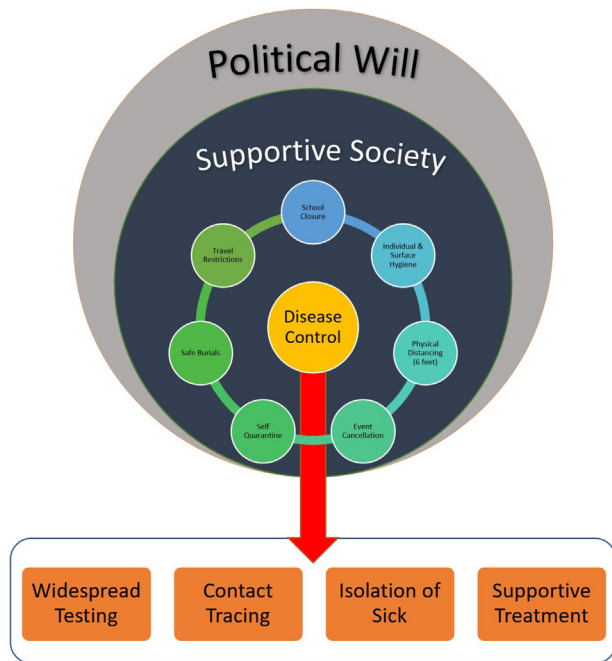 Political Will
Supportive Society
School
Closure
Individual &
Surface
Hygiene
Physical
Distancing
(6 feet)
Event
Cancellation
Self
Quarantine
Safe Burials
Travel
Restrictions
Disease
Control
Widespread
Testing
Contact
Tracing
Isolation of
Sick
Supportive
Treatment